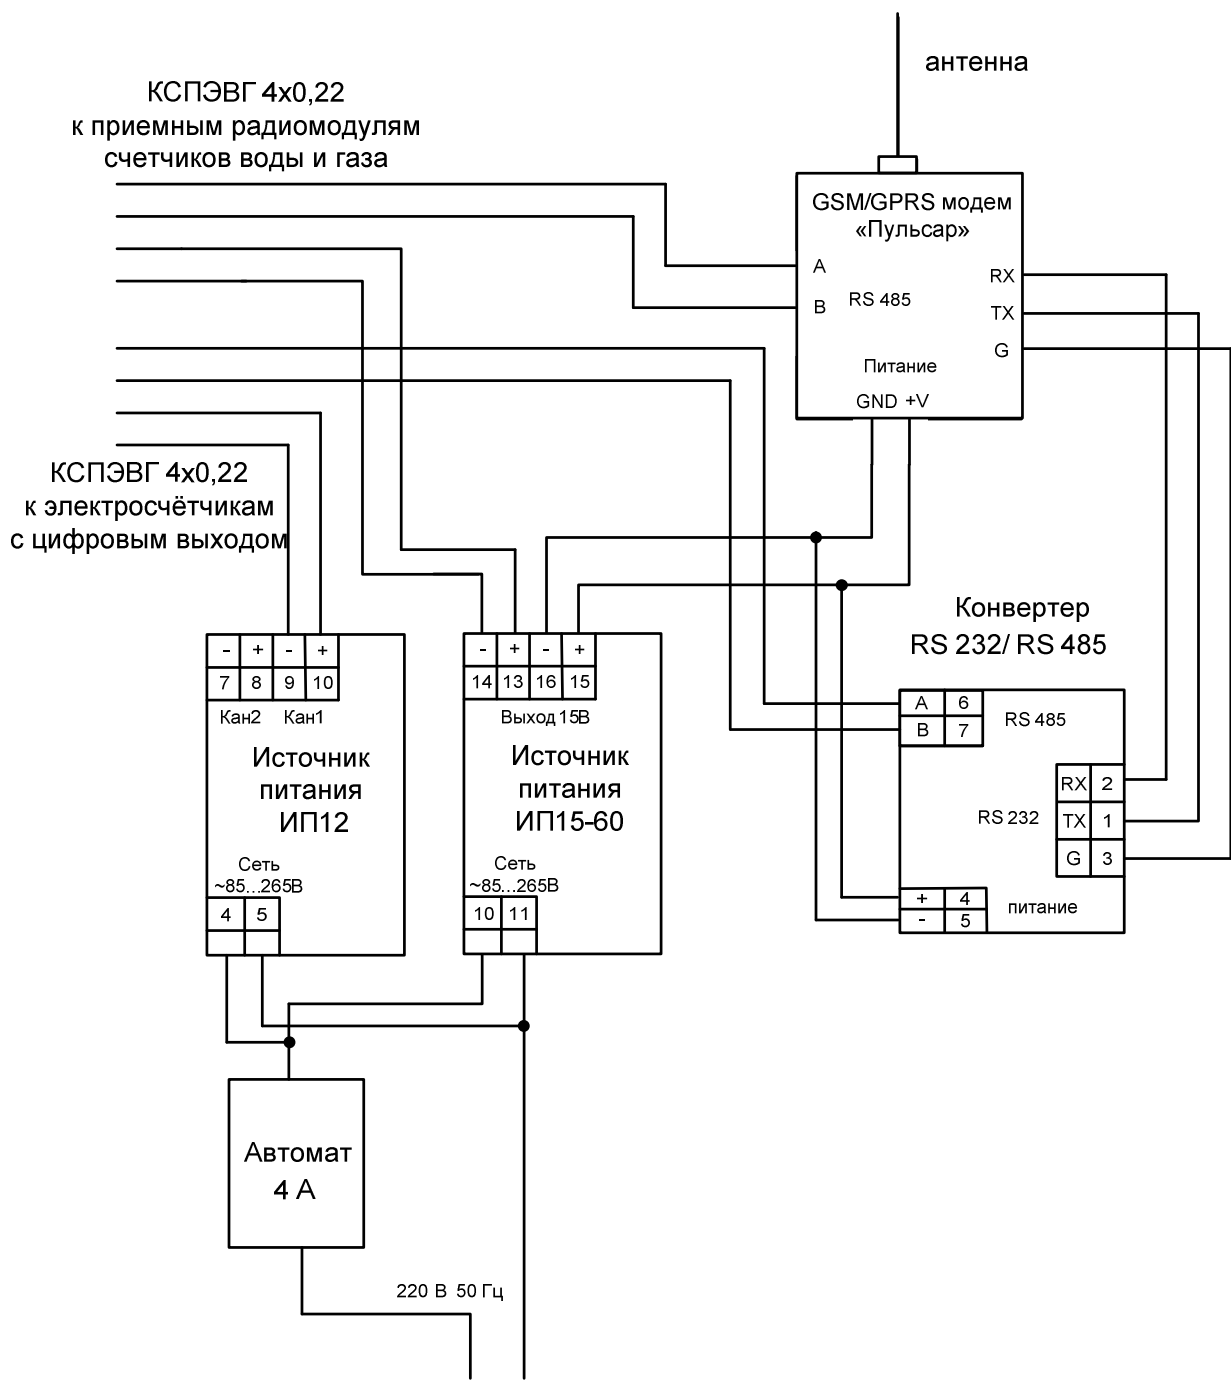 антенна
КСПЭВГ 4х0,22
к приемным радиомодулям
счетчиков воды и газа
GSM/GPRS модем
«Пульсар»
A
RX
B
RS 485
TX
G
Питание
GND +V
КСПЭВГ 4х0,22
к электросчётчикам
с цифровым выходом
Конвертер
RS 232/ RS 485
- + - +
7 8 9 10
Кан2 Кан1
Источник
питания
ИП12
Сеть
~85...265В
4 5
- + - +
14 13 16 15
Выход 15В
Источник
питания
ИП15-60
Сеть
~85...265В
10 11
A 6
RS 485
B 7
RX 2
RS 232
TX 1
G 3
+ 4
питание
- 5
Автомат
4 А
220 В 50 Гц